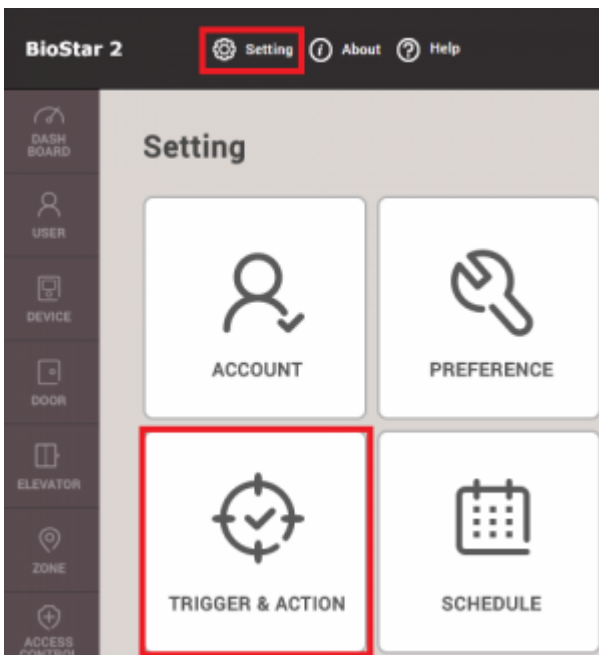 BioStar 2
Setting
About
Help
DASH
BOARD
USER
DEVICE
DOOR
ELEVATOR
ZONE
ACCESS
CONTROL
Setting
ACCOUNT
PREFERENCE
TRIGGER & ACTION
SCHEDULE